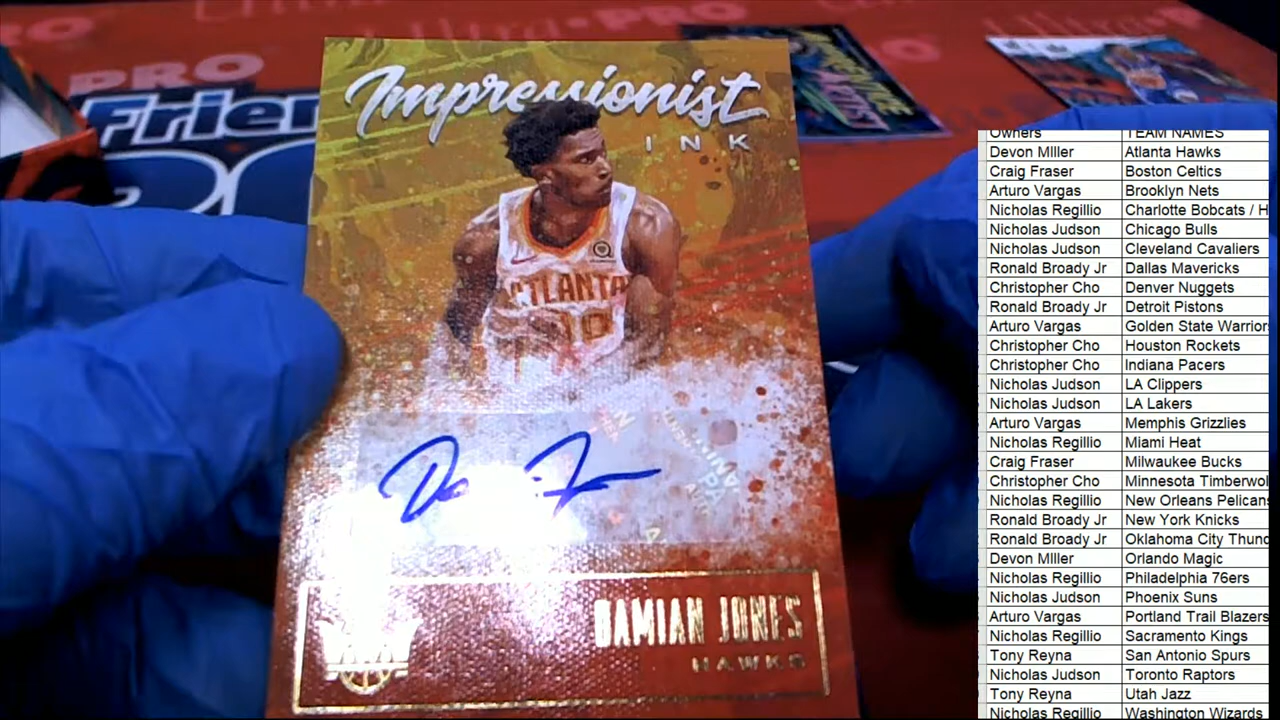 PRO
Frien
Impressionist
INK
ATLANTA
DAMIAN JONES
HAWKS
Owners TEAM NAMES
Devon MIller Atlanta Hawks
Craig Fraser Boston Celtics
Arturo Vargas Brooklyn Nets
Nicholas Regillio Charlotte Bobcats / H
Nicholas Judson Chicago Bulls
Nicholas Judson Cleveland Cavaliers
Ronald Broady Jr Dallas Mavericks
Christopher Cho Denver Nuggets
Ronald Broady Jr Detroit Pistons
Arturo Vargas Golden State Warriors
Christopher Cho Houston Rockets
Christopher Cho Indiana Pacers
Nicholas Judson LA Clippers
Nicholas Judson LA Lakers
Arturo Vargas Memphis Grizzlies
Nicholas Regillio Miami Heat
Craig Fraser Milwaukee Bucks
Christopher Cho Minnesota Timberwol
Nicholas Regillio New Orleans Pelicans
Ronald Broady Jr New York Knicks
Ronald Broady Jr Oklahoma City Thund
Devon MIller Orlando Magic
Nicholas Regillio Philadelphia 76ers
Nicholas Judson Phoenix Suns
Arturo Vargas Portland Trail Blazers
Nicholas Regillio Sacramento Kings
Tony Reyna San Antonio Spurs
Nicholas Judson Toronto Raptors
Tony Reyna Utah Jazz
Nicholas Regillio Washington Wizards